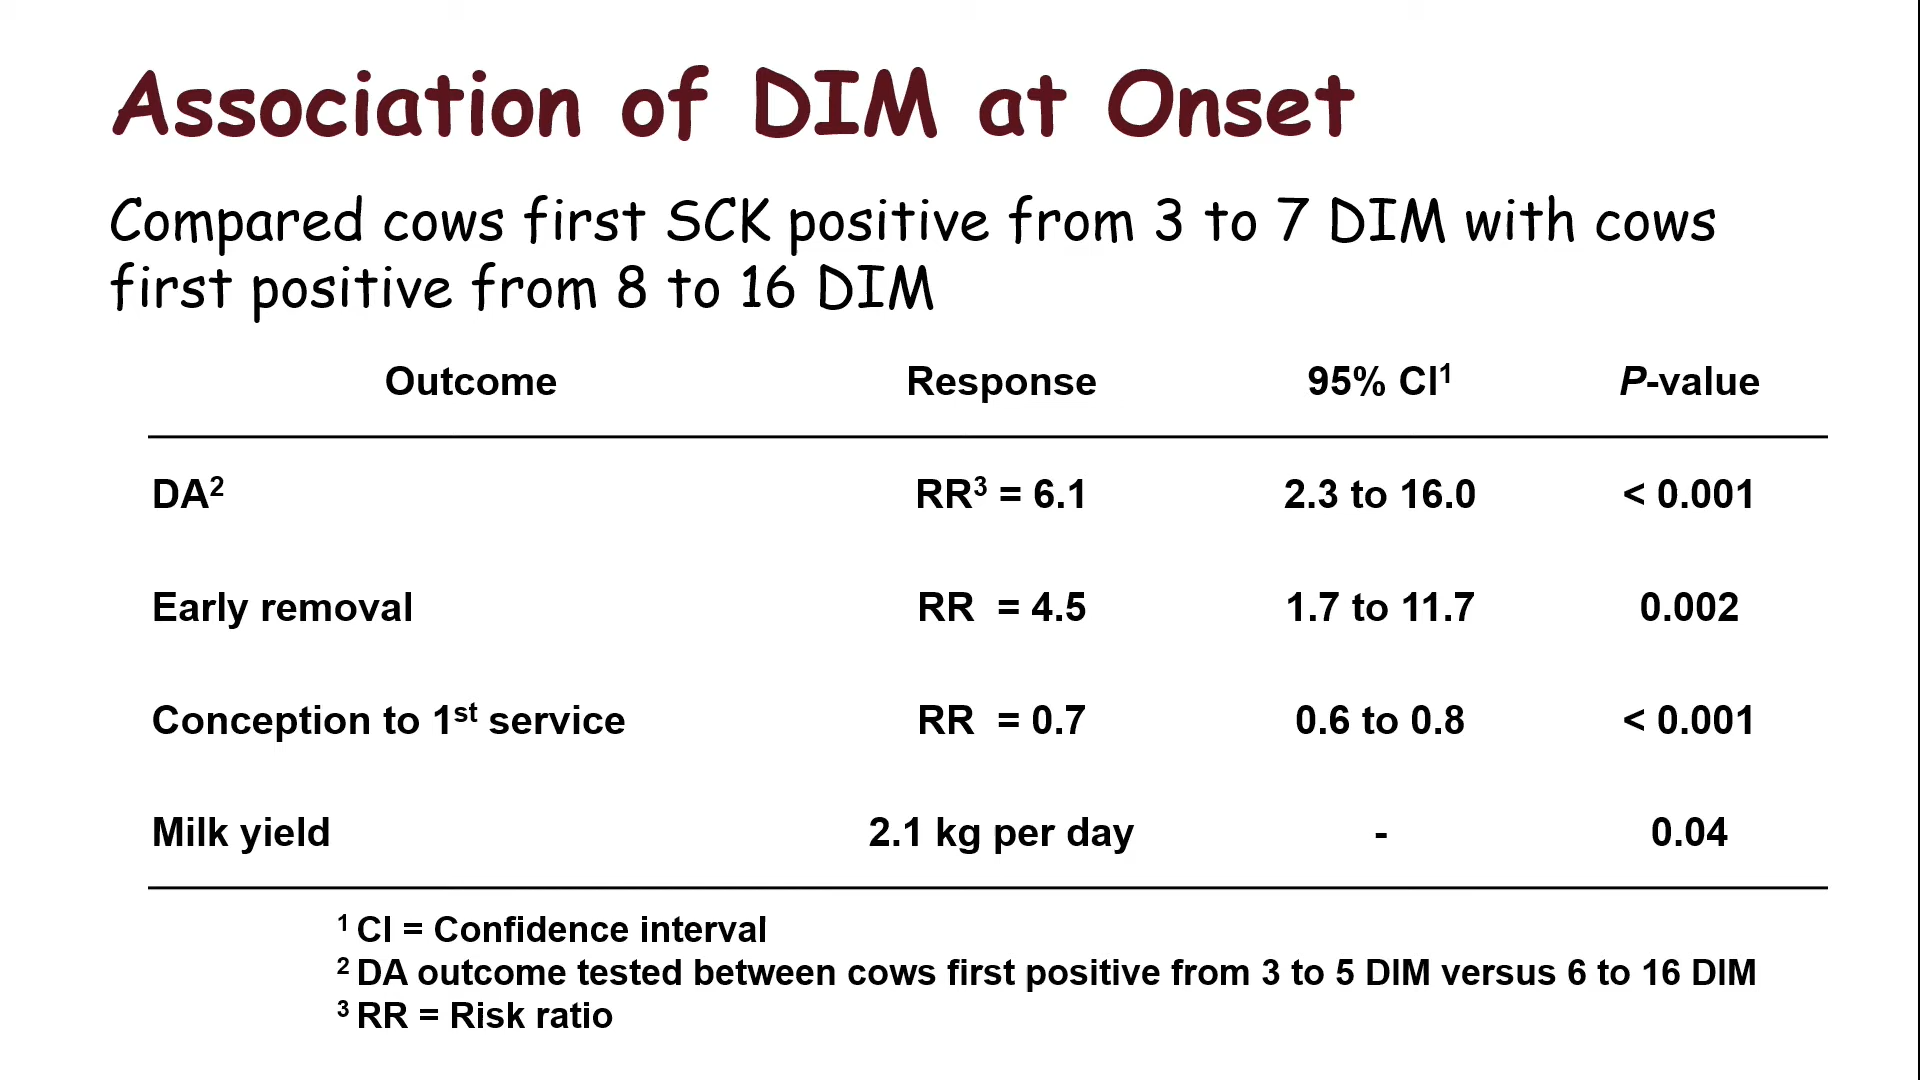 Association of DIM at Onset
Compared cows first SCK positive from 3 to 7 DIM with cows
first positive from 8 to 16 DIM
Outcome Response 95% CI¹ P-value
DA² RR³ = 6.1 2.3 to 16.0 < 0.001
Early removal RR = 4.5 1.7 to 11.7 0.002
Conception to 1ˢᵗ service RR = 0.7 0.6 to 0.8 < 0.001
Milk yield 2.1 kg per day - 0.04
¹ CI = Confidence interval
² DA outcome tested between cows first positive from 3 to 5 DIM versus 6 to 16 DIM
³ RR = Risk ratio